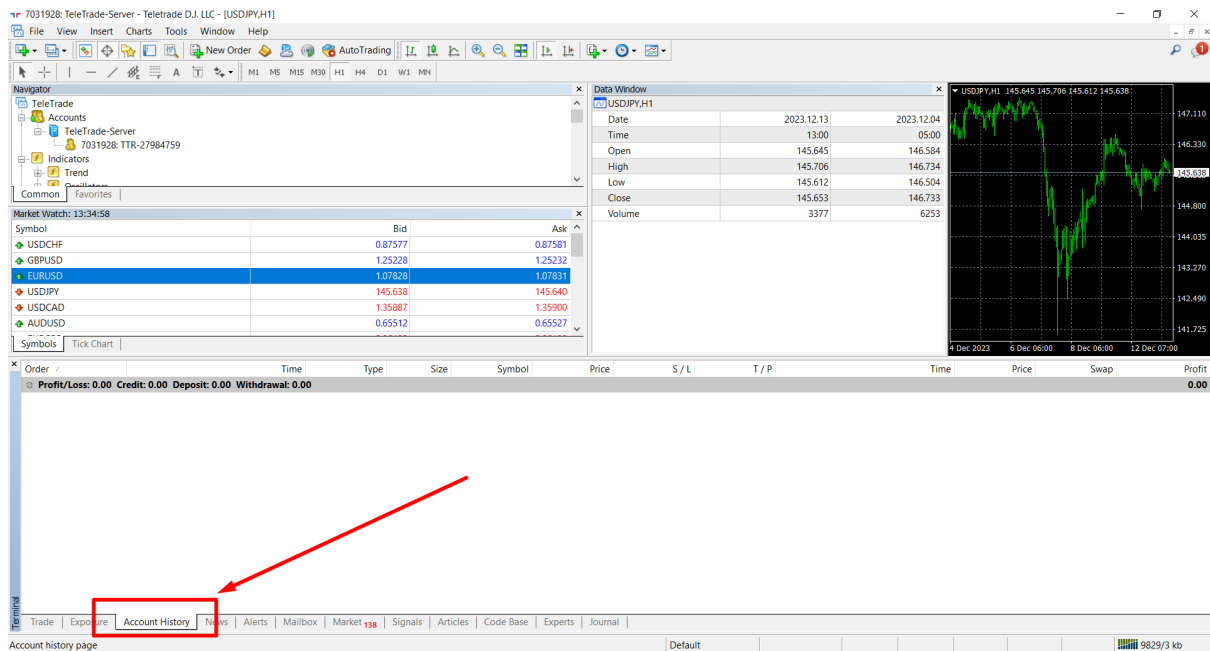 7031928: TeleTrade-Server - Teletrade D.J. LLC - [USDJPY,H1]
File View Insert Charts Tools Window Help
New Order AutoTrading 1
A T M1 M5 M15 M30 H1 H4 D1 W1 MN
Navigator
TeleTrade
Accounts
TeleTrade-Server
7031928: TTR-27984759
Indicators
Trend
Oscillators
Common Favorites
Market Watch: 13:34:58
Symbol Bid Ask
USDCHF 0.87577 0.87581
GBPUSD 1.25228 1.25232
EURUSD 1.07828 1.07831
USDJPY 145.638 145.640
USDCAD 1.35887 1.35900
AUDUSD 0.65512 0.65527
Symbols Tick Chart
Data Window
USDJPY,H1
Date 2023.12.13 2023.12.04
Time 13:00 05:00
Open 145.645 146.584
High 145.706 146.734
Low 145.612 146.504
Close 145.653 146.733
Volume 3377 6253
USDJPY,H1 145.645 145.706 145.612 145.638
147.110
146.330
145.638
144.800
144.035
143.270
142.490
141.725
4 Dec 2023 6 Dec 06:00 8 Dec 06:00 12 Dec 07:00
Order / Time Type Size Symbol Price S / L T / P Time Price Swap Profit
Profit/Loss: 0.00 Credit: 0.00 Deposit: 0.00 Withdrawal: 0.00 0.00
Terminal
Trade Exposure Account History News Alerts Mailbox Market 138 Signals Articles Code Base Experts Journal
Account history page Default 9829/3 kb